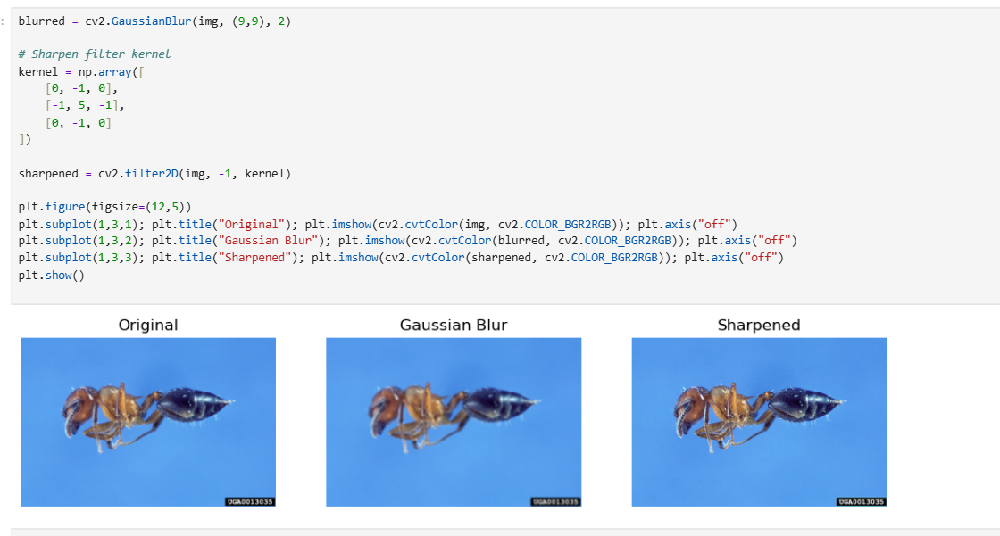 :
blurred = cv2.GaussianBlur(img, (9,9), 2)
# Sharpen filter kernel
kernel = np.array([
    [0, -1, 0],
    [-1, 5, -1],
    [0, -1, 0]
])
sharpened = cv2.filter2D(img, -1, kernel)
plt.figure(figsize=(12,5))
plt.subplot(1,3,1); plt.title("Original"); plt.imshow(cv2.cvtColor(img, cv2.COLOR_BGR2RGB)); plt.axis("off")
plt.subplot(1,3,2); plt.title("Gaussian Blur"); plt.imshow(cv2.cvtColor(blurred, cv2.COLOR_BGR2RGB)); plt.axis("off")
plt.subplot(1,3,3); plt.title("Sharpened"); plt.imshow(cv2.cvtColor(sharpened, cv2.COLOR_BGR2RGB)); plt.axis("off")
plt.show()
Original
Gaussian Blur
Sharpened
UGA0013035
UGA0013035
UGA0013035